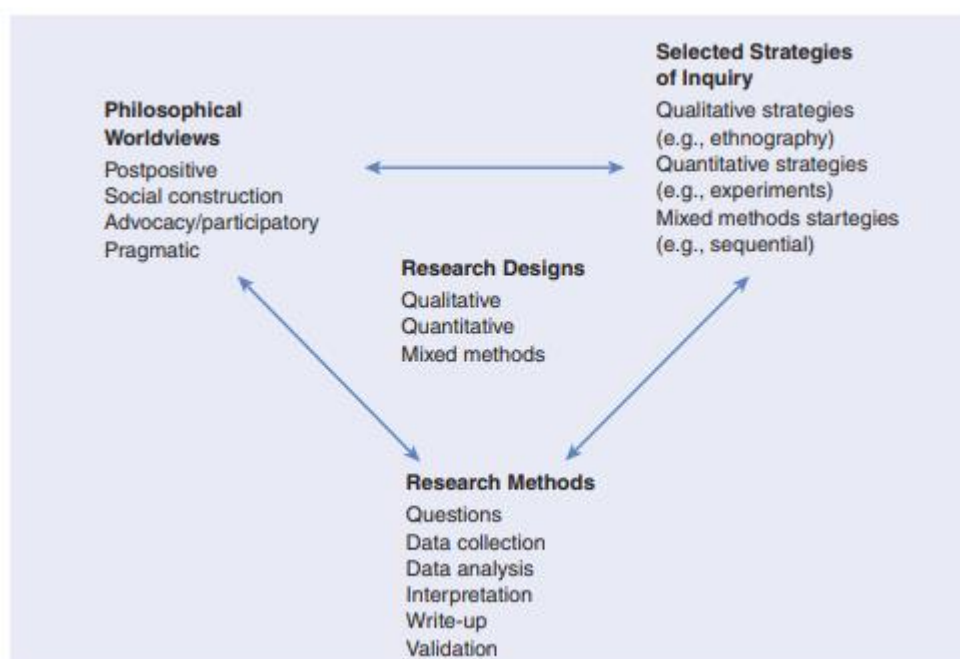 Philosophical
Worldviews
Postpositive
Social construction
Advocacy/participatory
Pragmatic
Selected Strategies
of Inquiry
Qualitative strategies
(e.g., ethnography)
Quantitative strategies
(e.g., experiments)
Mixed methods startegies
(e.g., sequential)
Research Designs
Qualitative
Quantitative
Mixed methods
Research Methods
Questions
Data collection
Data analysis
Interpretation
Write-up
Validation